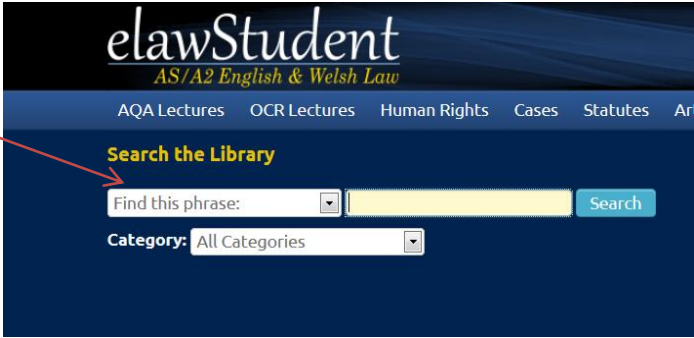 elawStudent
AS/A2 English & Welsh Law
AQA Lectures OCR Lectures Human Rights Cases Statutes
Search the Library
Find this phrase: Search
Category: All Categories